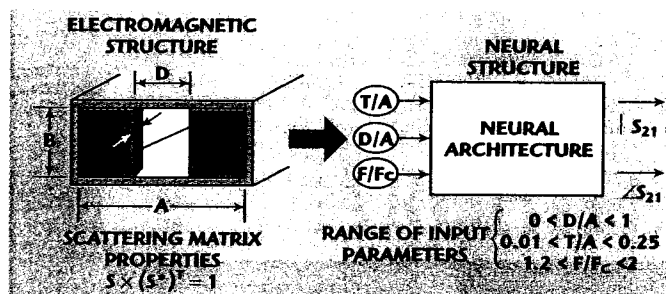 ELECTROMAGNETIC
STRUCTURE
D
B
A
SCATTERING MATRIX
PROPERTIES
S × (S*)ᵀ = 1
NEURAL
STRUCTURE
T/A
D/A
F/Fc
NEURAL
ARCHITECTURE
| S21
∠S21
RANGE OF INPUT
PARAMETERS
0 < D/A < 1
0.01 < T/A < 0.25
1.2 < F/Fc <2